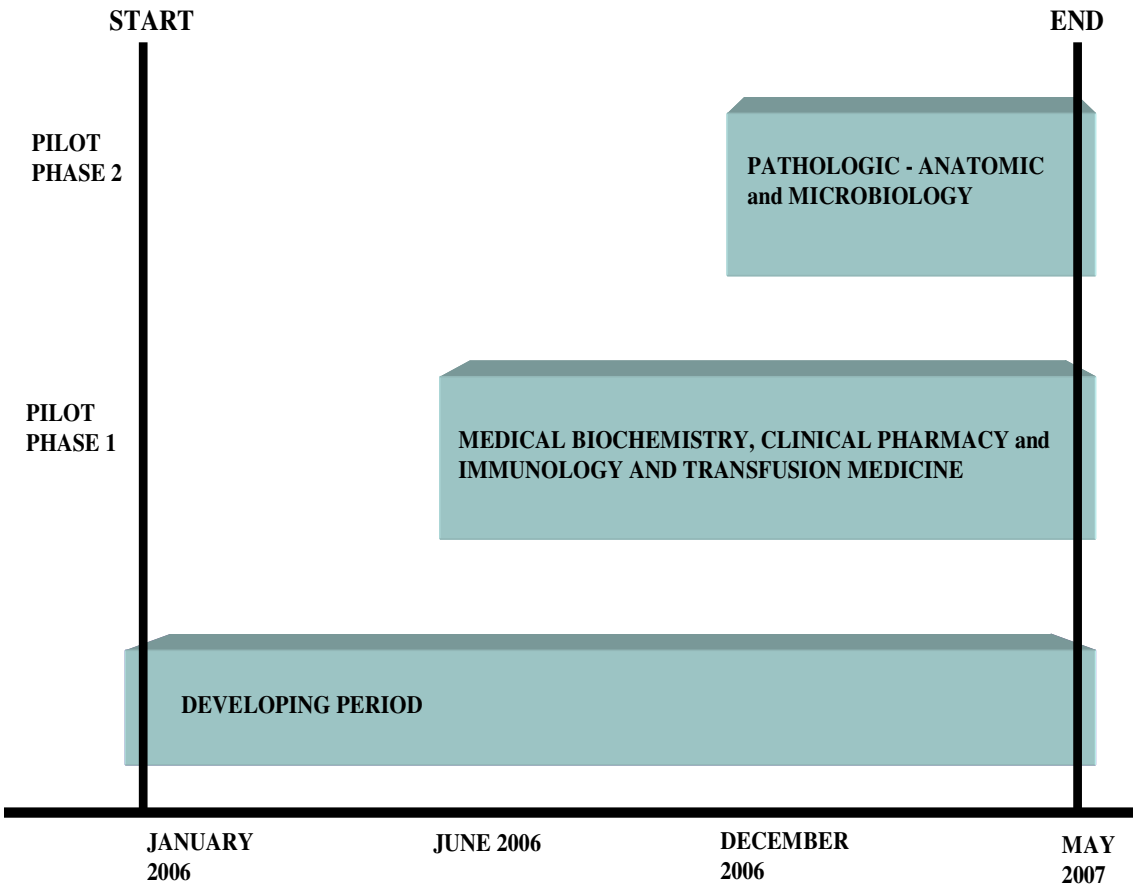 START
END
PILOT
PHASE 2
PATHOLOGIC - ANATOMIC
and MICROBIOLOGY
PILOT
PHASE 1
MEDICAL BIOCHEMISTRY, CLINICAL PHARMACY and
IMMUNOLOGY AND TRANSFUSION MEDICINE
DEVELOPING PERIOD
JANUARY
2006
JUNE 2006
DECEMBER
2006
MAY
2007